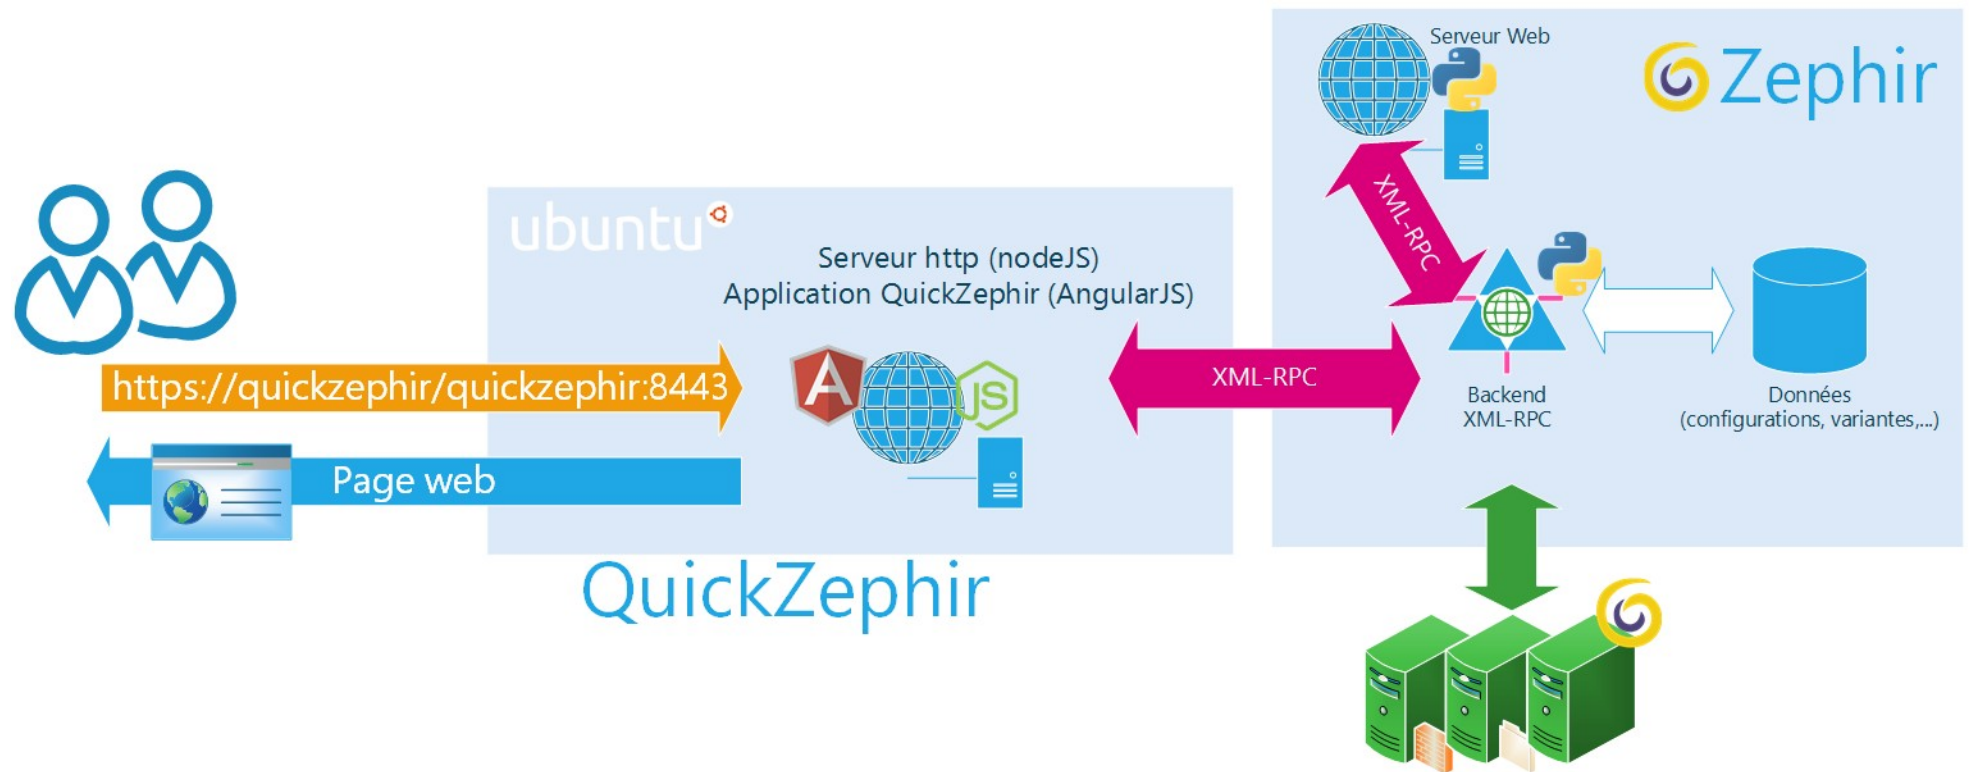 Serveur Web
Zephir
XML-RPC
ubuntu
Serveur http (nodeJS)
Application QuickZephir (AngularJS)
https://quickzephir/quickzephir:8443
A
JS
XML-RPC
Backend
XML-RPC
Données
(configurations, variantes,...)
Page web
QuickZephir